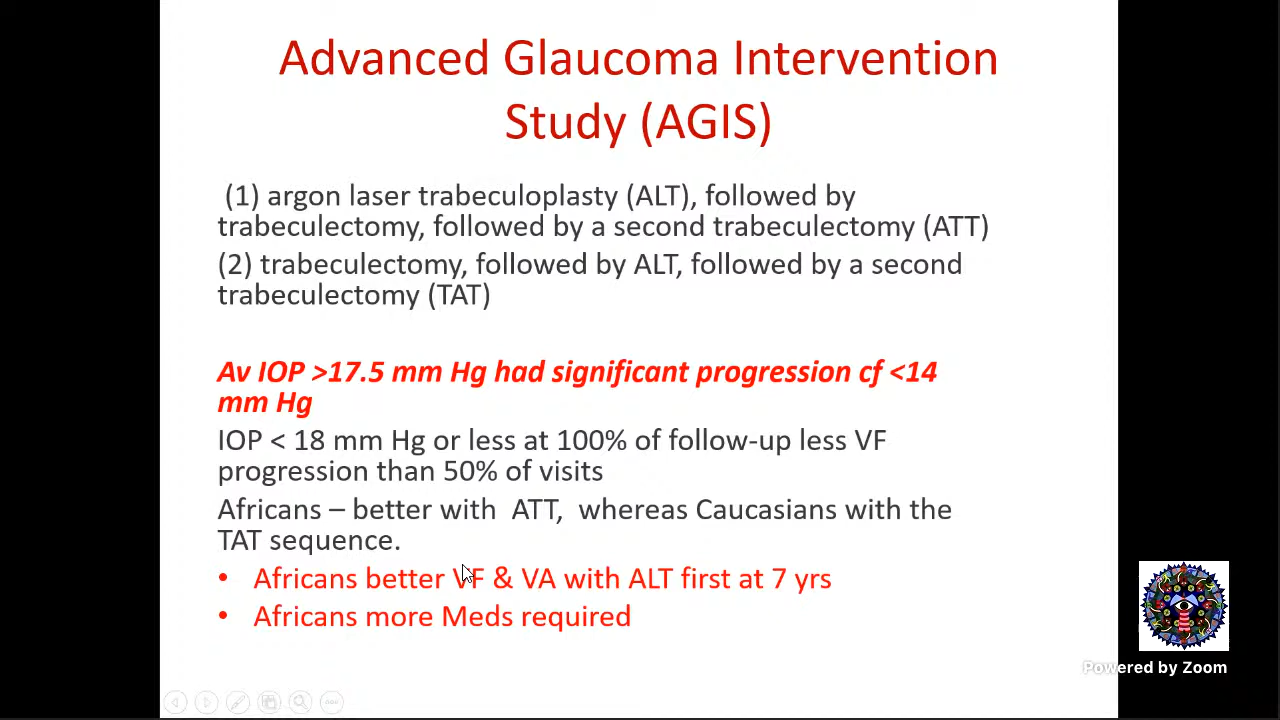 Advanced Glaucoma Intervention
Study (AGIS)
(1) argon laser trabeculoplasty (ALT), followed by
trabeculectomy, followed by a second trabeculectomy (ATT)
(2) trabeculectomy, followed by ALT, followed by a second
trabeculectomy (TAT)
Av IOP >17.5 mm Hg had significant progression cf <14
mm Hg
IOP < 18 mm Hg or less at 100% of follow-up less VF
progression than 50% of visits
Africans – better with ATT, whereas Caucasians with the
TAT sequence.
• Africans better VF & VA with ALT first at 7 yrs
• Africans more Meds required
Powered by Zoom